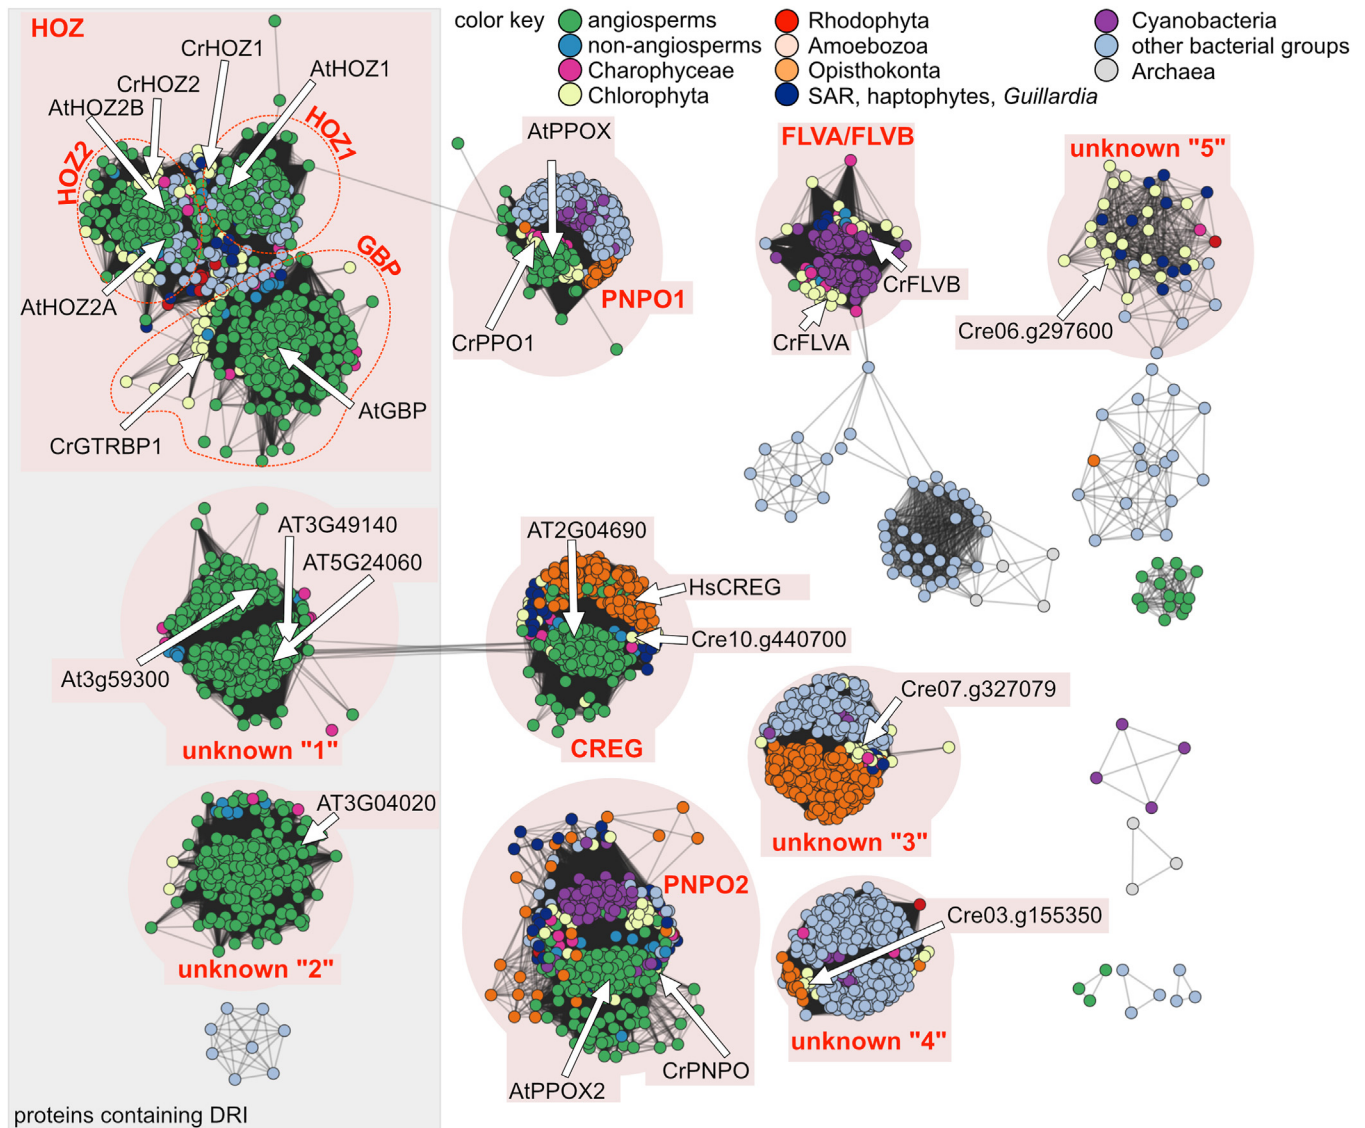 HOZ
color key
angiosperms
non-angiosperms
Charophyceae
Chlorophyta
Rhodophyta
Amoebozoa
Opisthokonta
SAR, haptophytes, Guillardia
Cyanobacteria
other bacterial groups
Archaea
CrHOZ1
CrHOZ2
AtHOZ1
AtHOZ2B
HOZ1
HOZ2
GBP
AtHOZ2A
AtGBP
CrGTRBP1
AtPPOX
PNPO1
CrPPO1
FLVA/FLVB
CrFLVB
CrFLVA
unknown "5"
Cre06.g297600
AT3G49140
AT5G24060
At3g59300
unknown "1"
AT2G04690
HsCREG
Cre10.g440700
CREG
Cre07.g327079
unknown "3"
AT3G04020
unknown "2"
PNPO2
AtPPOX2
CrPNPO
Cre03.g155350
unknown "4"
proteins containing DRI